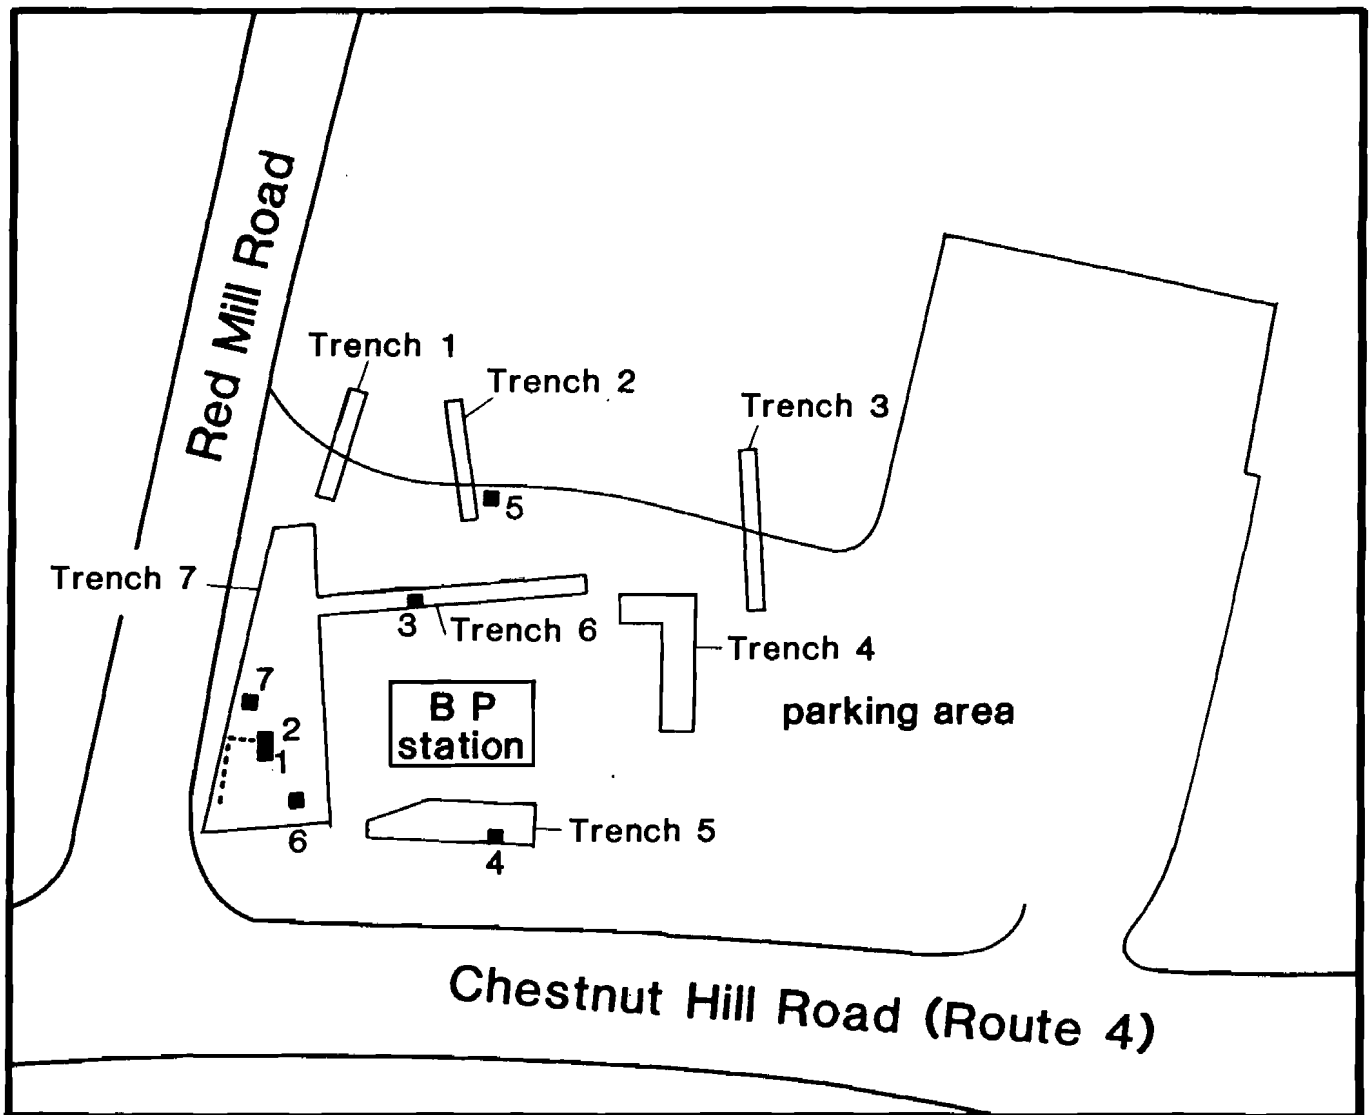 Red Mill Road
Trench 1
Trench 2
Trench 3
5
Trench 7
3
Trench 6
Trench 4
7
B P
station
parking area
2
1
6
Trench 5
4
Chestnut Hill Road (Route 4)